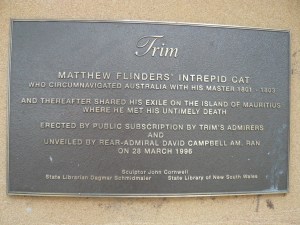 Trim
MATTHEW FLINDERS' INTREPID CAT
WHO CIRCUMNAVIGATED AUSTRALIA WITH HIS MASTER 1801 - 1803
AND THEREAFTER SHARED HIS EXILE ON THE ISLAND OF MAURITIUS
WHERE HE MET HIS UNTIMELY DEATH
ERECTED BY PUBLIC SUBSCRIPTION BY TRIM'S ADMIRERS
AND
UNVEILED BY REAR-ADMIRAL DAVID CAMPBELL AM. RAN
ON 28 MARCH 1996
Sculptor John Cornwell
State Librarian Dagmar Schmidmaier State Library of New South Wales